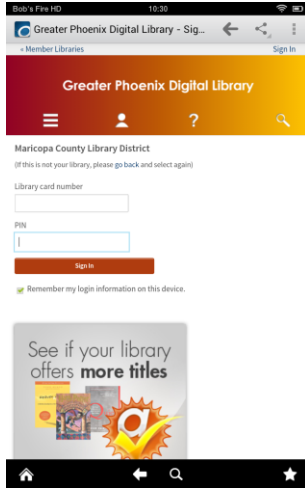 Bob's Fire HD 10:30
Greater Phoenix Digital Library - Sig...
« Member Libraries Sign In
Greater Phoenix Digital Library
?
Maricopa County Library District
(If this is not your library, please go back and select again)
Library card number
PIN
Sign In
Remember my login information on this device.
See if your library
offers more titles